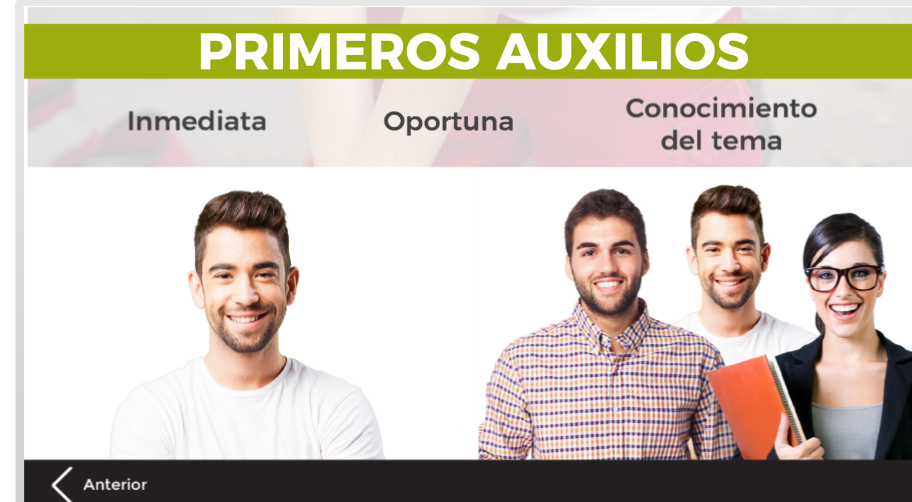 PRIMEROS AUXILIOS
Inmediata
Oportuna
Conocimiento
del tema
Anterior